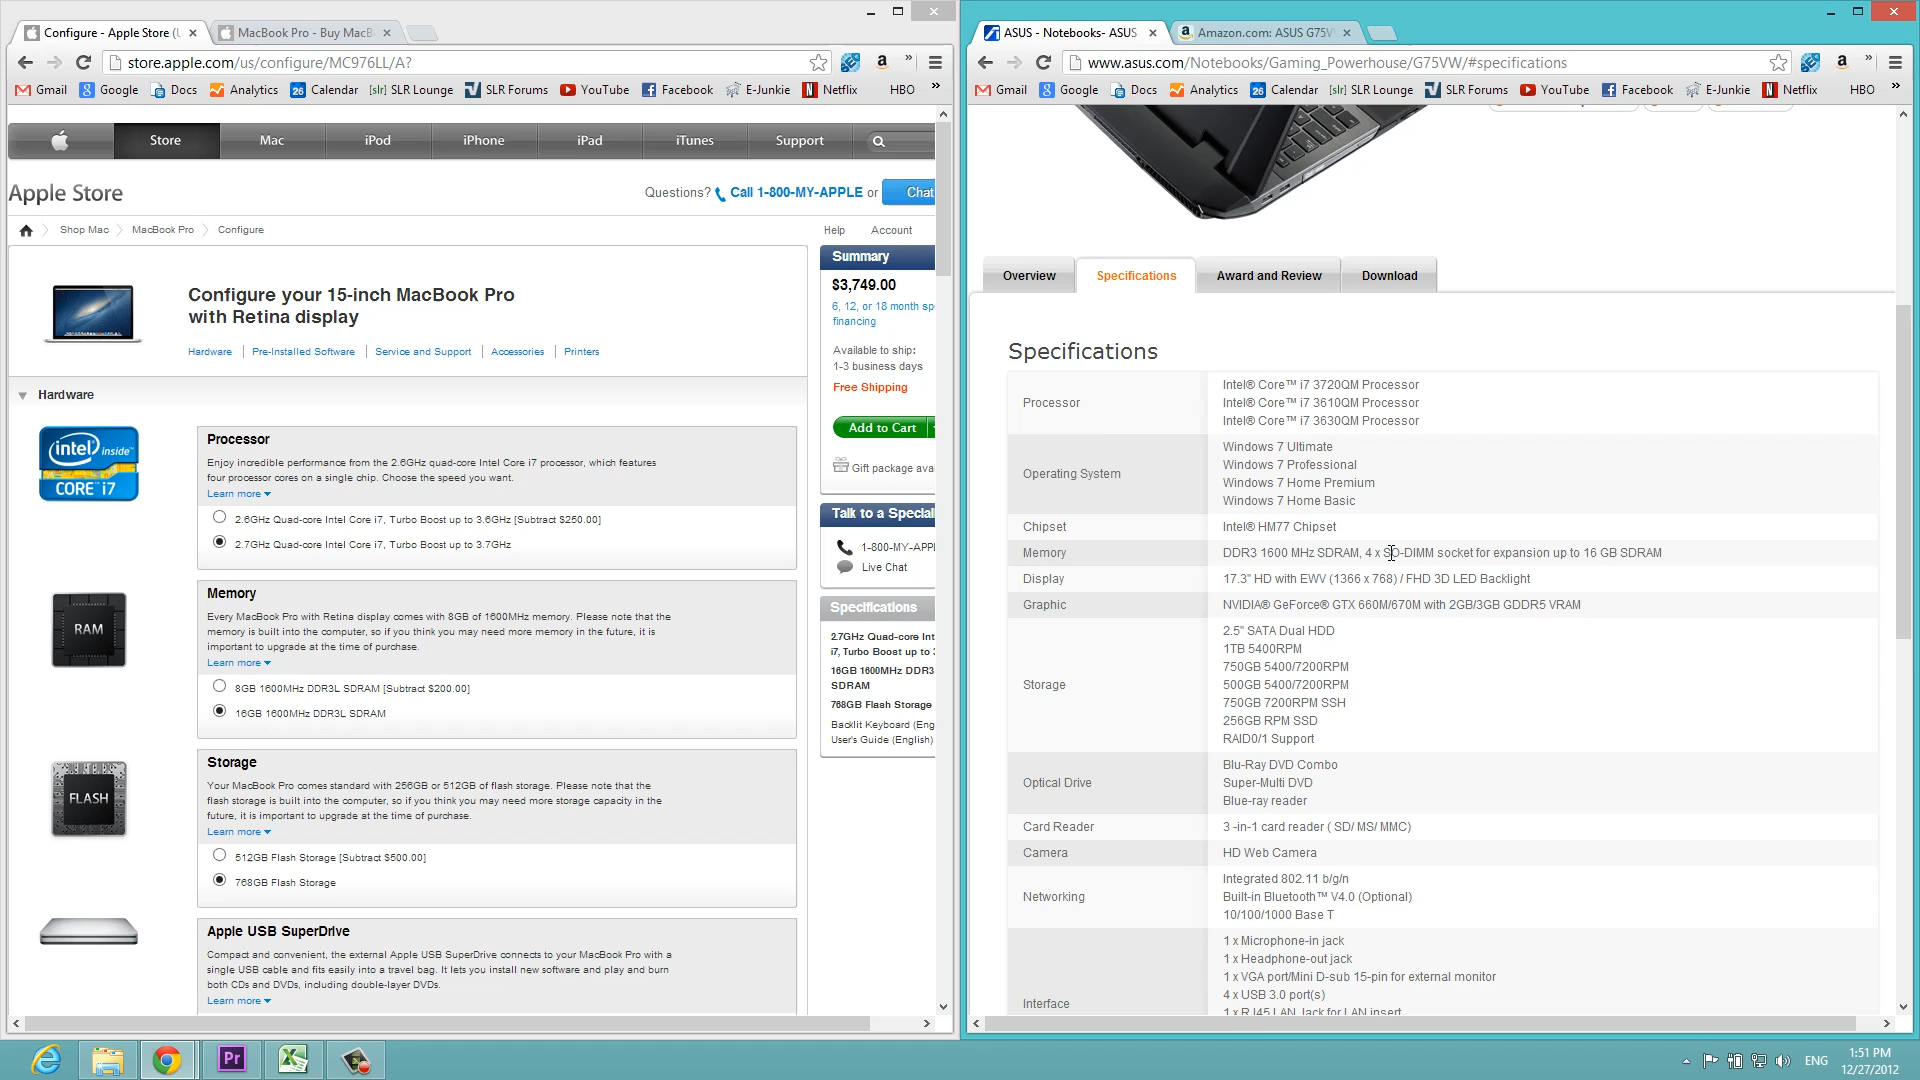 Configure - Apple Store (U
MacBook Pro - Buy MacB
store.apple.com/us/configure/MC976LL/A?
Gmail
Google
Docs
Analytics
26 Calendar
[slr] SLR Lounge
SLR Forums
YouTube
Facebook
E-Junkie
Netflix
HBO
Store
Mac
iPod
iPhone
iPad
iTunes
Support
Apple Store
Questions? Call 1-800-MY-APPLE or
Chat
Shop Mac
MacBook Pro
Configure
Help
Account
Configure your 15-inch MacBook Pro
with Retina display
Hardware
Pre-Installed Software
Service and Support
Accessories
Printers
Summary
$3,749.00
6, 12, or 18 month sp
financing
Available to ship:
1-3 business days
Free Shipping
Add to Cart
Gift package ava
Talk to a Special
1-800-MY-APPL
Live Chat
Specifications
2.7GHz Quad-core Int
i7, Turbo Boost up to 3
16GB 1600MHz DDR3
SDRAM
768GB Flash Storage
Backlit Keyboard (Eng
User's Guide (English)
Hardware
intel inside™
CORE i7
Processor
Enjoy incredible performance from the 2.6GHz quad-core Intel Core i7 processor, which features
four processor cores on a single chip. Choose the speed you want.
Learn more
2.6GHz Quad-core Intel Core i7, Turbo Boost up to 3.6GHz [Subtract $250.00]
2.7GHz Quad-core Intel Core i7, Turbo Boost up to 3.7GHz
RAM
Memory
Every MacBook Pro with Retina display comes with 8GB of 1600MHz memory. Please note that the
memory is built into the computer, so if you think you may need more memory in the future, it is
important to upgrade at the time of purchase.
Learn more
8GB 1600MHz DDR3L SDRAM [Subtract $200.00]
16GB 1600MHz DDR3L SDRAM
FLASH
Storage
Your MacBook Pro comes standard with 256GB or 512GB of flash storage. Please note that the
flash storage is built into the computer, so if you think you may need more storage capacity in the
future, it is important to upgrade at the time of purchase.
Learn more
512GB Flash Storage [Subtract $500.00]
768GB Flash Storage
Apple USB SuperDrive
Compact and convenient, the external Apple USB SuperDrive connects to your MacBook Pro with a
single USB cable and fits easily into a travel bag. It lets you install new software and play and burn
both CDs and DVDs, including double-layer DVDs.
Learn more
ASUS - Notebooks- ASUS
Amazon.com: ASUS G75V
www.asus.com/Notebooks/Gaming_Powerhouse/G75VW/#specifications
Gmail
Google
Docs
Analytics
26 Calendar
[slr] SLR Lounge
SLR Forums
YouTube
Facebook
E-Junkie
Netflix
HBO
Overview
Specifications
Award and Review
Download
Specifications
Processor
Intel® Core™ i7 3720QM Processor
Intel® Core™ i7 3610QM Processor
Intel® Core™ i7 3630QM Processor
Operating System
Windows 7 Ultimate
Windows 7 Professional
Windows 7 Home Premium
Windows 7 Home Basic
Chipset
Intel® HM77 Chipset
Memory
DDR3 1600 MHz SDRAM, 4 x SO-DIMM socket for expansion up to 16 GB SDRAM
Display
17.3" HD with EWV (1366 x 768) / FHD 3D LED Backlight
Graphic
NVIDIA® GeForce® GTX 660M/670M with 2GB/3GB GDDR5 VRAM
Storage
2.5" SATA Dual HDD
1TB 5400RPM
750GB 5400/7200RPM
500GB 5400/7200RPM
750GB 7200RPM SSH
256GB RPM SSD
RAID0/1 Support
Optical Drive
Blu-Ray DVD Combo
Super-Multi DVD
Blue-ray reader
Card Reader
3 -in-1 card reader ( SD/ MS/ MMC)
Camera
HD Web Camera
Networking
Integrated 802.11 b/g/n
Built-in Bluetooth™ V4.0 (Optional)
10/100/1000 Base T
Interface
1 x Microphone-in jack
1 x Headphone-out jack
1 x VGA port/Mini D-sub 15-pin for external monitor
4 x USB 3.0 port(s)
1 x RJ45 LAN Jack for LAN insert
Pr
ENG
1:51 PM
12/27/2012